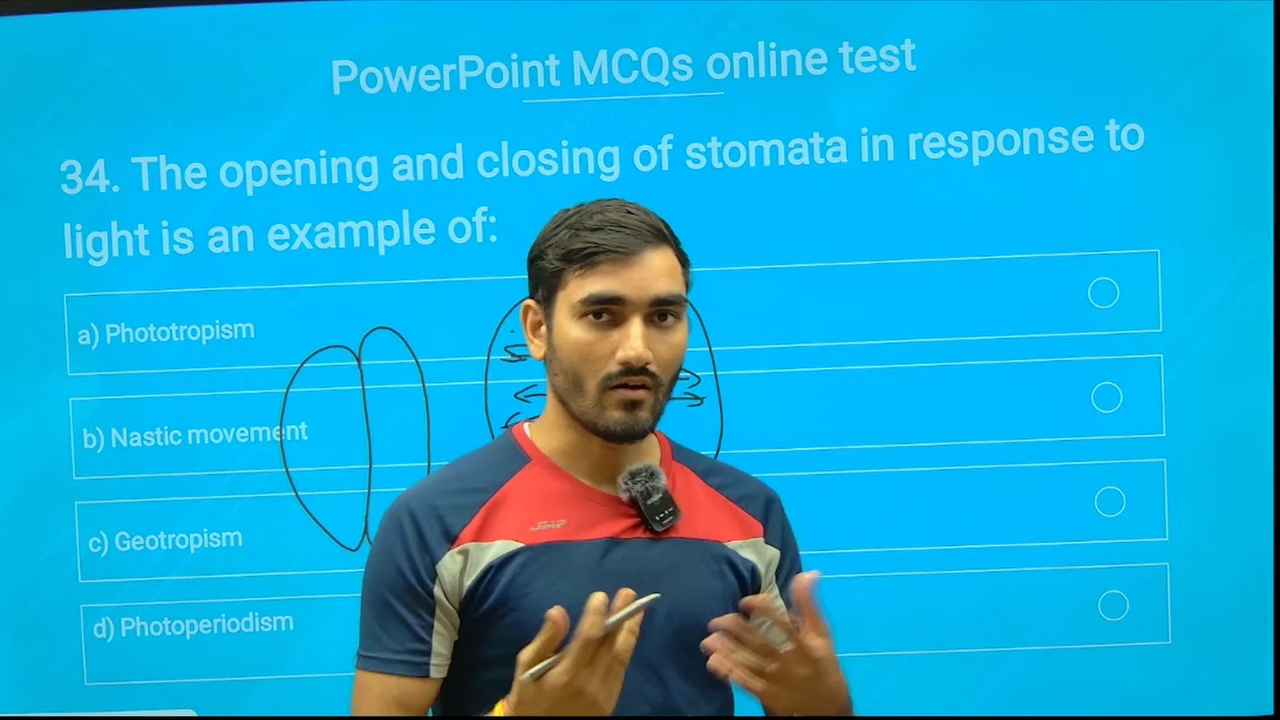 PowerPoint MCQs online test
34. The opening and closing of stomata in response to
light is an example of:
a) Phototropism
b) Nastic movement
c) Geotropism
d) Photoperiodism
JMP